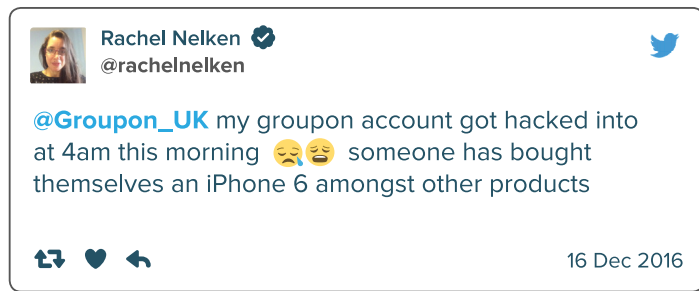 Rachel Nelken
@rachelnelken
@Groupon_UK my groupon account got hacked into
at 4am this morning 😢😩 someone has bought
themselves an iPhone 6 amongst other products
16 Dec 2016